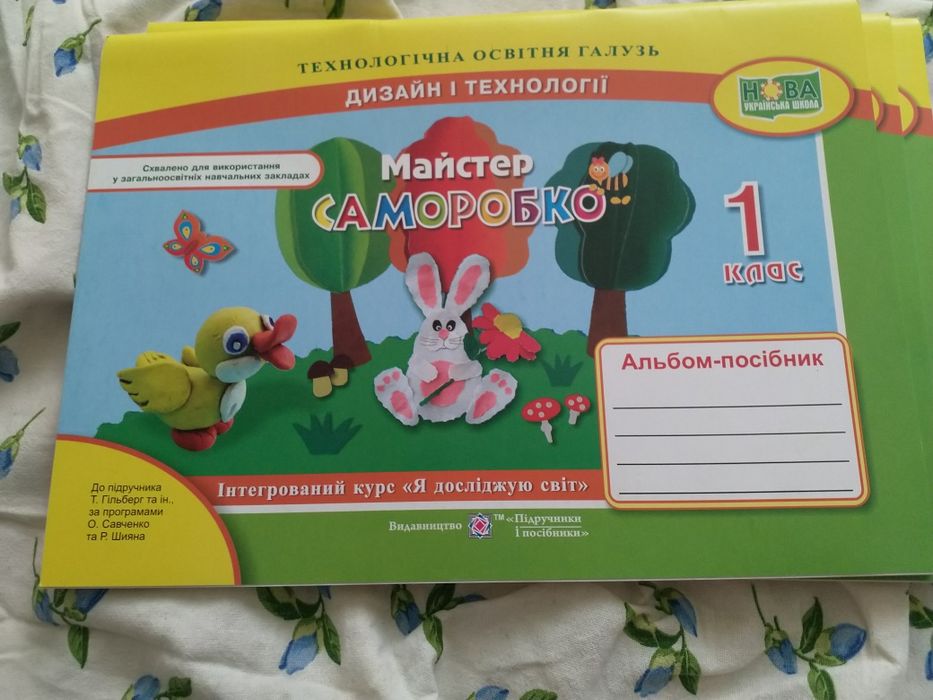 ТЕХНОЛОГІЧНА ОСВІТНЯ ГАЛУЗЬ
ДИЗАЙН І ТЕХНОЛОГІЇ
НОВА
УКРАЇНСЬКА ШКОЛА
Схвалено для використання
у загальноосвітніх навчальних закладах
Майстер
САМОРОБКО
1
клас
Альбом-посібник
До підручника
Т. Гільберг та ін.,
за програмами
О. Савченко
та Р. Шияна
Інтегрований курс «Я досліджую світ»
Видавництво TM «Підручники
і посібники»